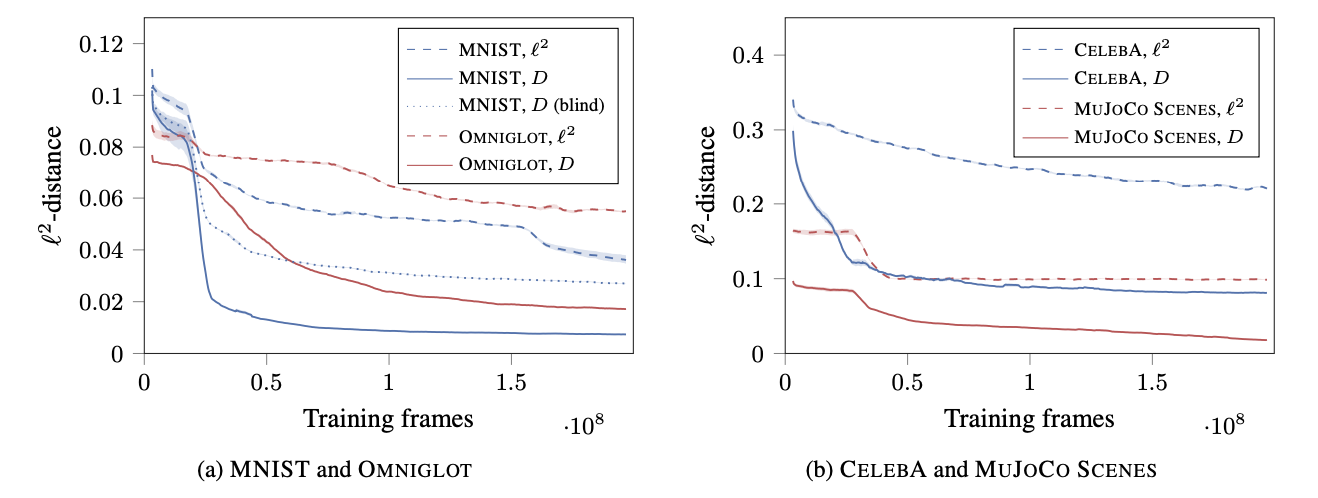 0.12
0.1
0.08
0.06
0.04
0.02
0
ℓ²-distance
MNIST, ℓ²
MNIST, D
MNIST, D (blind)
OMNIGLOT, ℓ²
OMNIGLOT, D
0 0.5 1 1.5
Training frames
·10⁸
(a) MNIST and OMNIGLOT
0.4
0.3
0.2
0.1
0
ℓ²-distance
CELEBA, ℓ²
CELEBA, D
MUJOCO SCENES, ℓ²
MUJOCO SCENES, D
0 0.5 1 1.5
Training frames
·10⁸
(b) CELEBA and MUJOCO SCENES